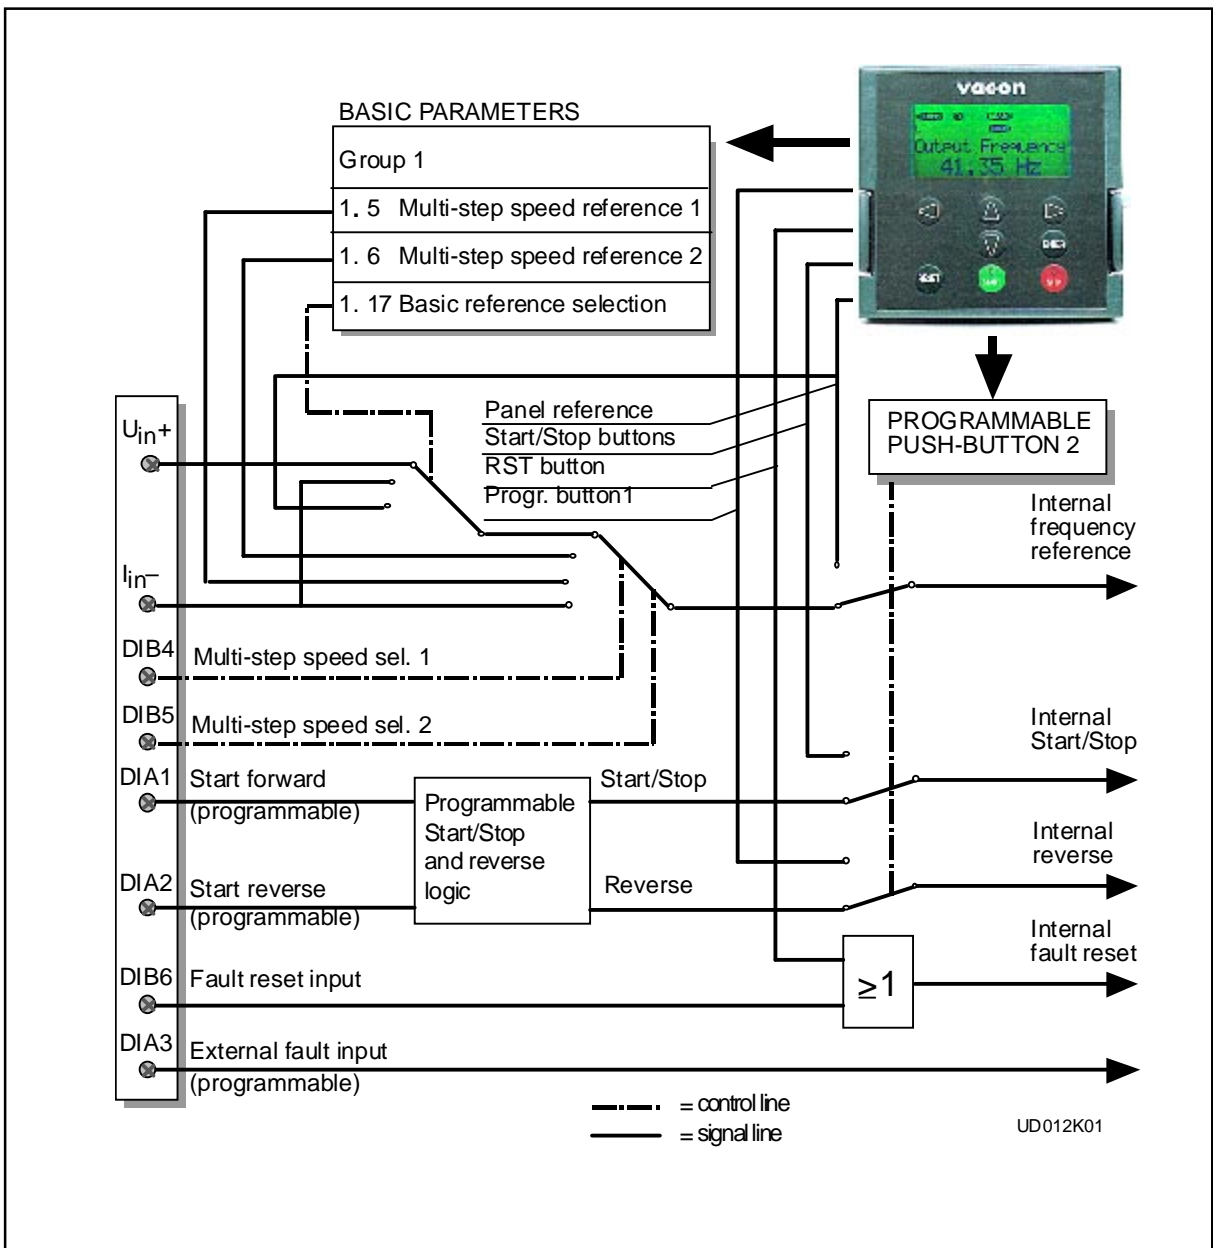 vacon
Output Frequency
41.35 Hz
BASIC PARAMETERS
Group 1
1. 5 Multi-step speed reference 1
1. 6 Multi-step speed reference 2
1. 17 Basic reference selection
Panel reference
Start/Stop buttons
RST button
Progr. button1
PROGRAMMABLE
PUSH-BUTTON 2
Uin+
Iin–
Internal
frequency
reference
DIB4
Multi-step speed sel. 1
DIB5
Multi-step speed sel. 2
Internal
Start/Stop
DIA1
Start forward
(programmable)
Programmable
Start/Stop
and reverse
logic
Start/Stop
Internal
reverse
DIA2
Start reverse
(programmable)
Reverse
Internal
fault reset
DIB6
Fault reset input
≥1
DIA3
External fault input
(programmable)
= control line
= signal line
UD012K01